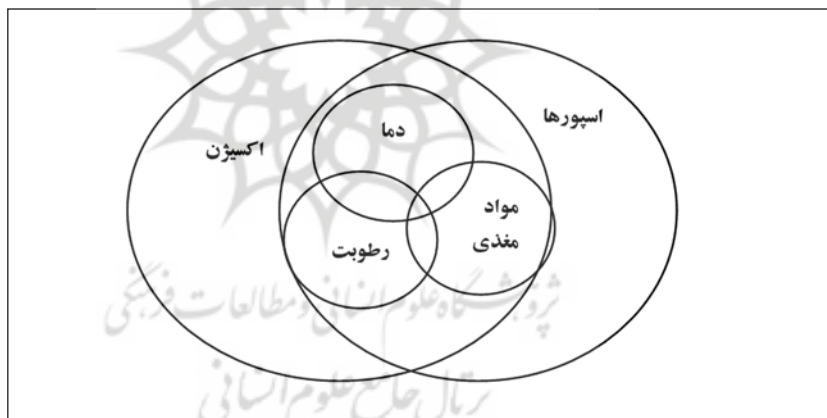 اسپورها
دما
اکسیژن
مواد
مغذی
رطوبت
پژوهشگاه علوم انسانی و مطالعات فرهنگی
پرتال جامع علوم انسانی